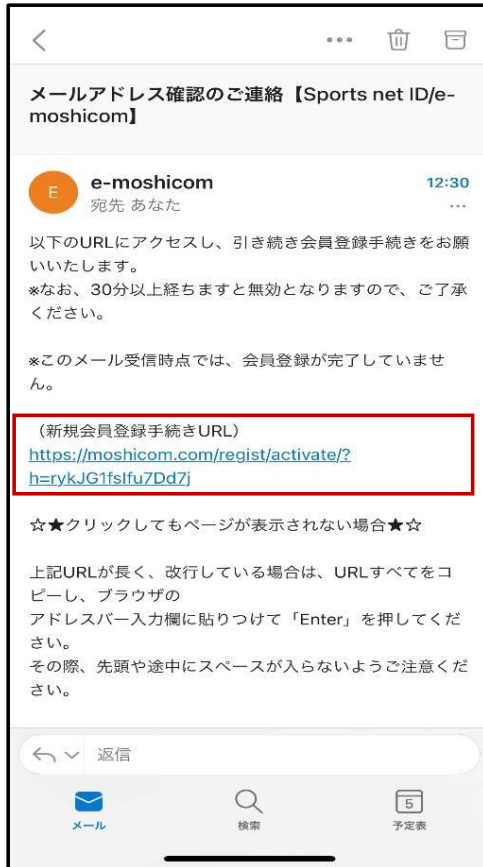 メールアドレス確認のご連絡【Sports net ID/e-
moshicom】
E
e-moshicom
12:30
宛先 あなた
以下のURLにアクセスし、引き続き会員登録手続きをお願
いいたします。
※なお、30分以上経ちますと無効となりますので、ご了承
ください。
※このメール受信時点では、会員登録が完了していませ
ん。
（新規会員登録手続きURL）
https://moshicom.com/regist/activate/?
h=rykJG1fsIfu7Dd7j
☆★クリックしてもページが表示されない場合★☆
上記URLが長く、改行している場合は、URLすべてをコ
ピーし、ブラウザの
アドレスバー入力欄に貼りつけて「Enter」を押してくだ
さい。
その際、先頭や途中にスペースが入らないようご注意くだ
さい。
返信
5
メール
検索
予定表